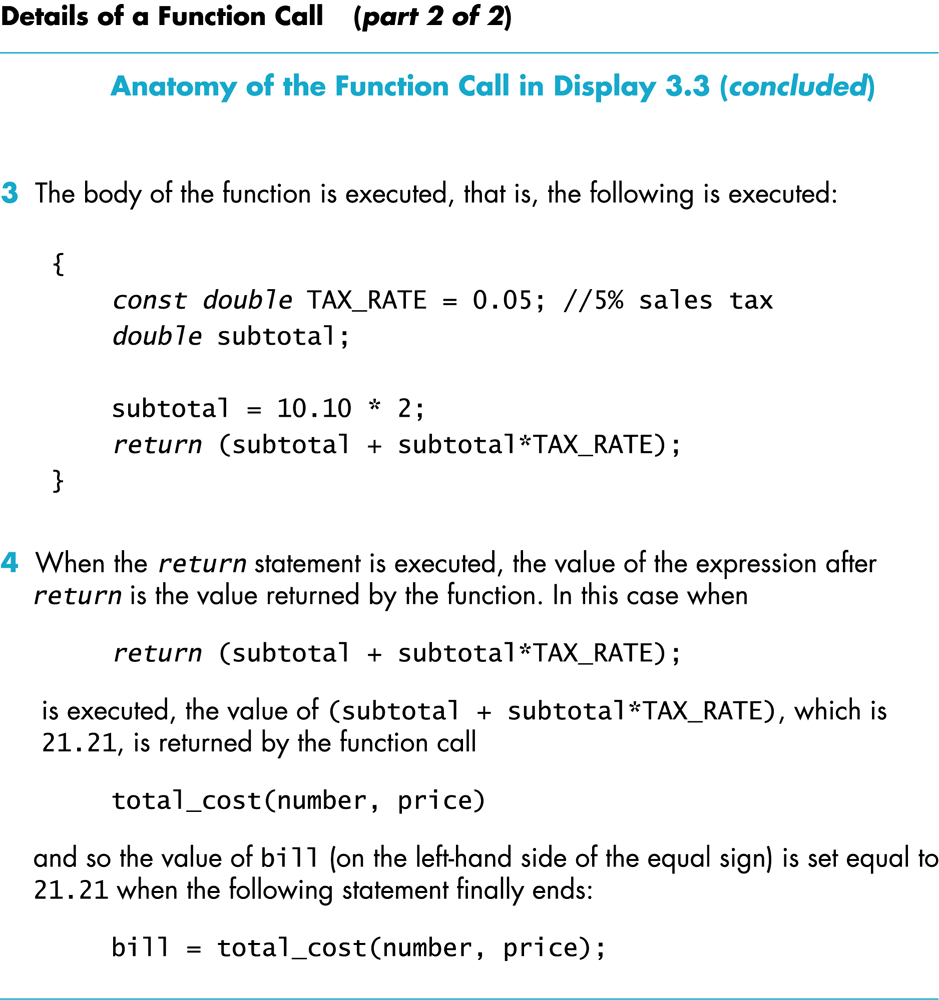 Details of a Function Call (part 2 of 2)
Anatomy of the Function Call in Display 3.3 (concluded)
3 The body of the function is executed, that is, the following is executed:
{
const double TAX_RATE = 0.05; //5% sales tax
double subtotal;
subtotal = 10.10 * 2;
return (subtotal + subtotal*TAX_RATE);
}
4 When the return statement is executed, the value of the expression after
return is the value returned by the function. In this case when
return (subtotal + subtotal*TAX_RATE);
is executed, the value of (subtotal + subtotal*TAX_RATE), which is
21.21, is returned by the function call
total_cost(number, price)
and so the value of bill (on the left-hand side of the equal sign) is set equal to
21.21 when the following statement finally ends:
bill = total_cost(number, price);